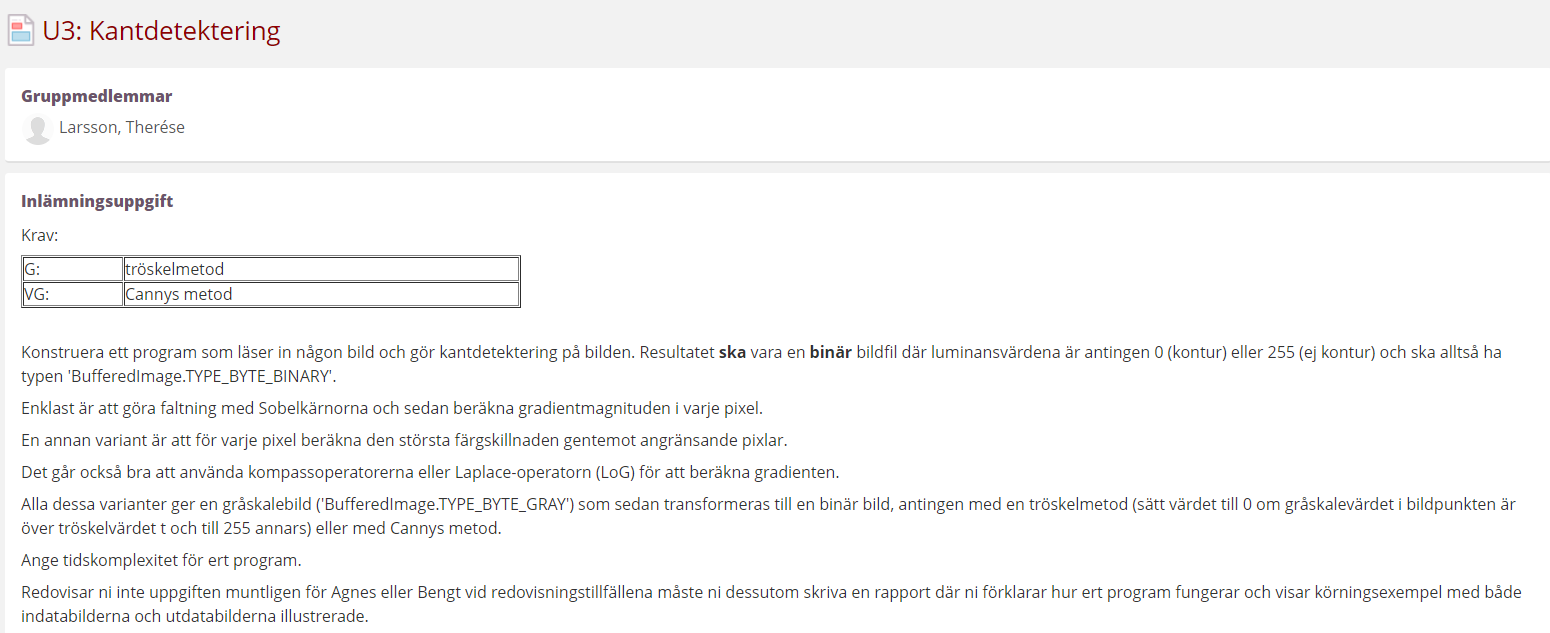 U3: Kantdetektering
Gruppmedlemmar
Larsson, Therése
Inlämningsuppgift
Krav:
G: tröskelmetod
VG: Cannys metod
Konstruera ett program som läser in någon bild och gör kantdetektering på bilden. Resultatet ska vara en binär bildfil där luminansvärdena är antingen 0 (kontur) eller 255 (ej kontur) och ska alltså ha
typen 'BufferedImage.TYPE_BYTE_BINARY'.
Enklast är att göra faltning med Sobelkärnorna och sedan beräkna gradientmagnituden i varje pixel.
En annan variant är att för varje pixel beräkna den största färgskillnaden gentemot angränsande pixlar.
Det går också bra att använda kompassoperatorerna eller Laplace-operatorn (LoG) för att beräkna gradienten.
Alla dessa varianter ger en gråskalebild ('BufferedImage.TYPE_BYTE_GRAY') som sedan transformeras till en binär bild, antingen med en tröskelmetod (sätt värdet till 0 om gråskalevärdet i bildpunkten är
över tröskelvärdet t och till 255 annars) eller med Cannys metod.
Ange tidskomplexitet för ert program.
Redovisar ni inte uppgiften muntligen för Agnes eller Bengt vid redovisningstillfällena måste ni dessutom skriva en rapport där ni förklarar hur ert program fungerar och visar körningsexempel med både
indatabilderna och utdatabilderna illustrerade.